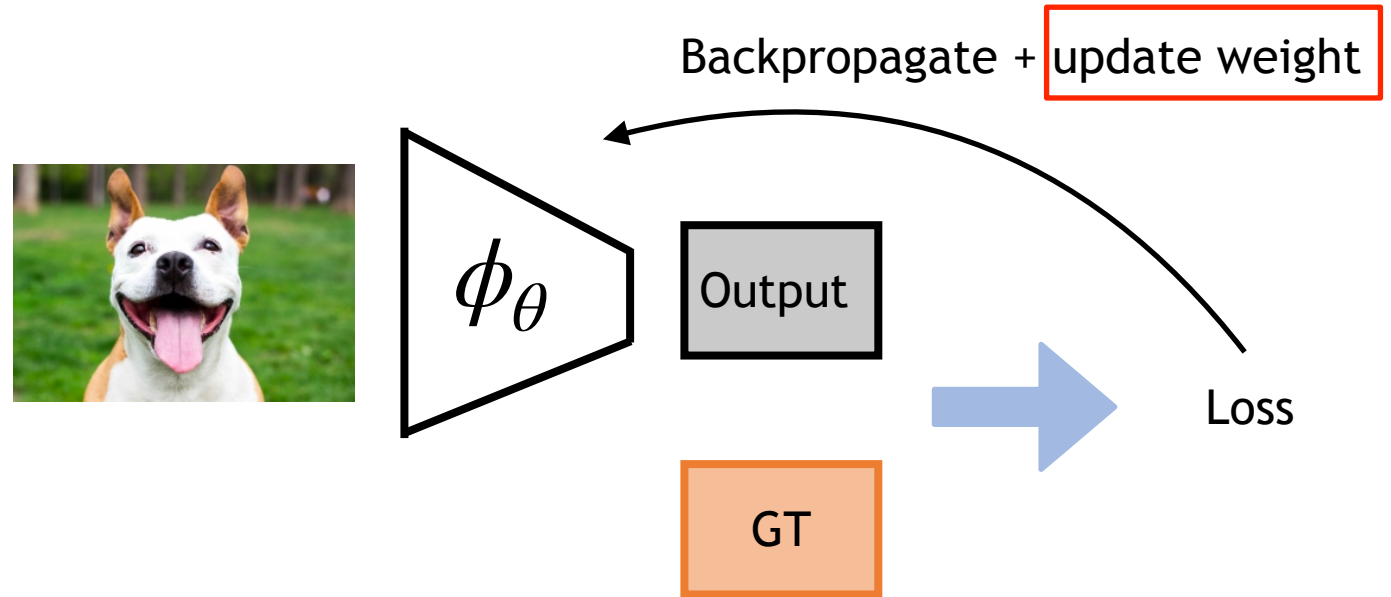 Backpropagate + update weight
ϕθ
Output
Loss
GT